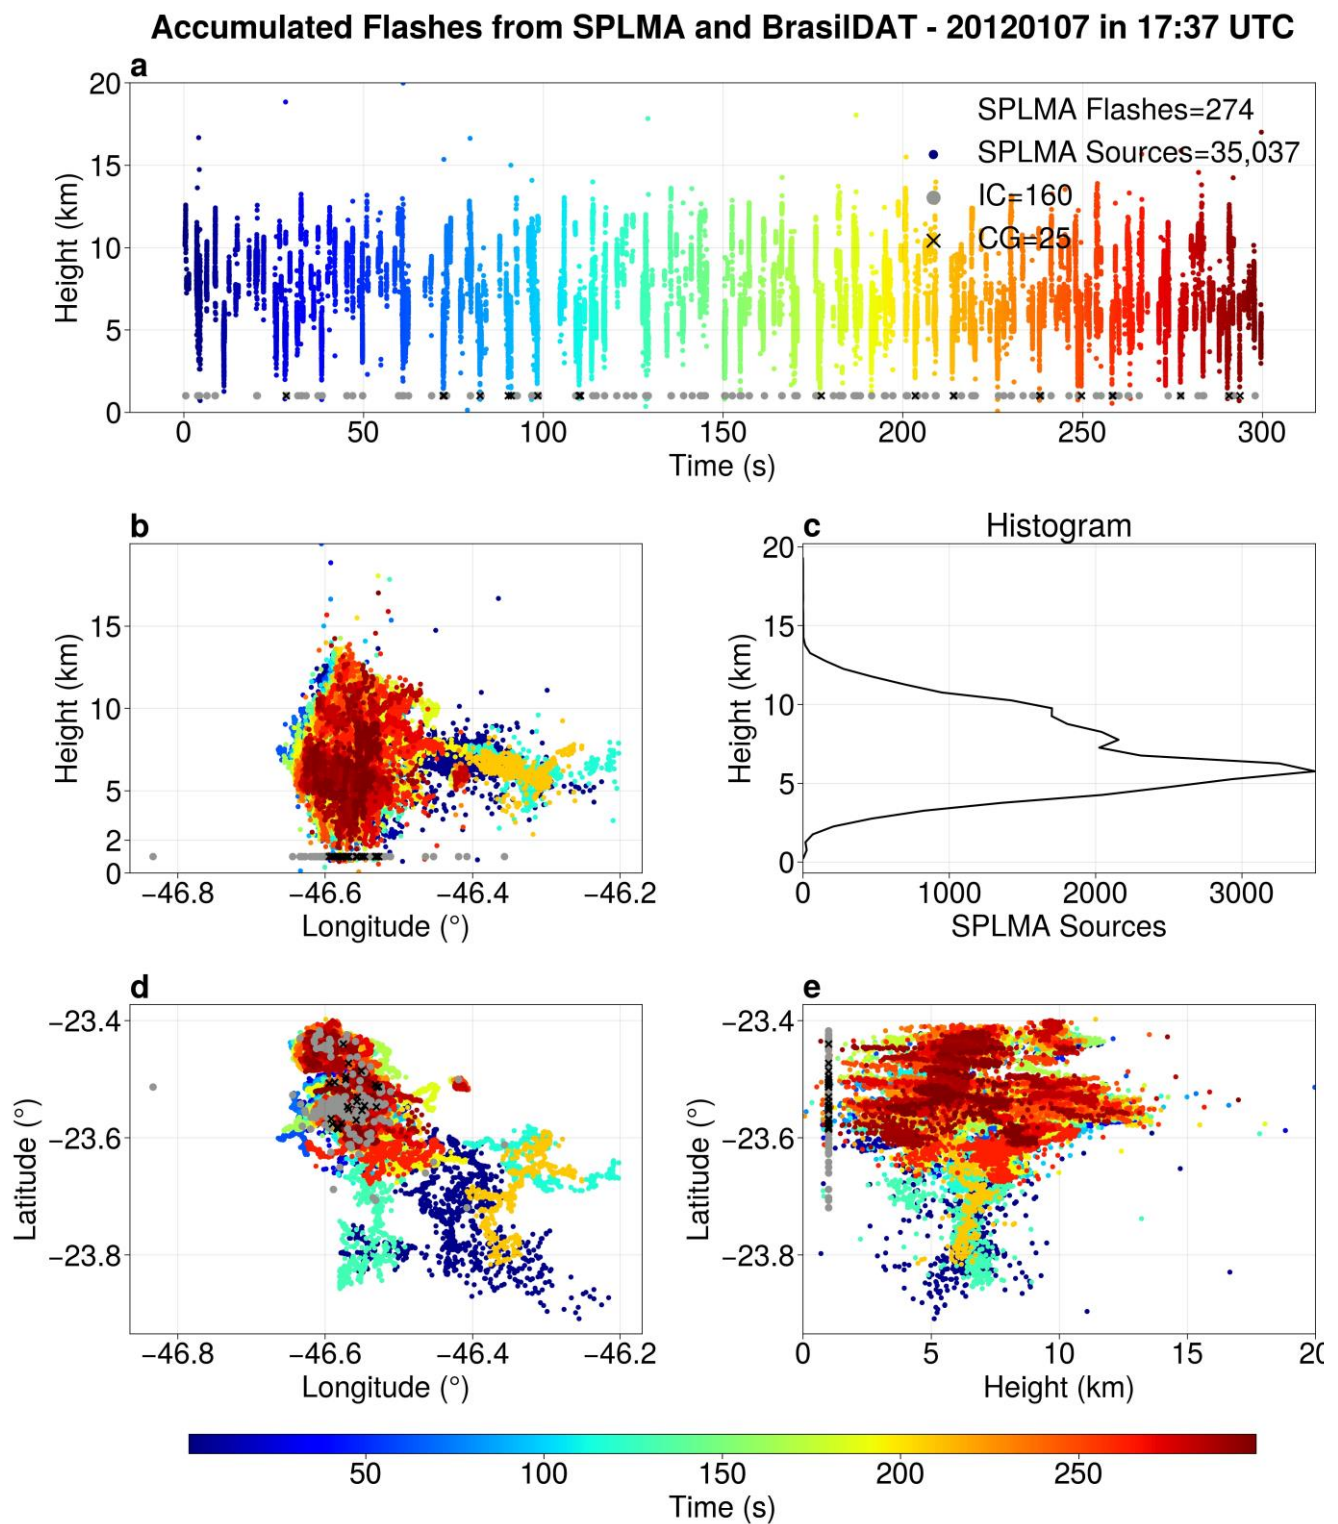 Accumulated Flashes from SPLMA and BrasilDAT - 20120107 in 17:37 UTC
a
20
15
10
5
0
Height (km)
SPLMA Flashes=274
SPLMA Sources=35,037
IC=160
CG=25
0 50 100 150 200 250 300
Time (s)
b
15
10
5
2
0
Height (km)
−46.8 −46.6 −46.4 −46.2
Longitude (°)
c Histogram
20
15
10
5
0
Height (km)
0 1000 2000 3000
SPLMA Sources
d
−23.4
−23.6
−23.8
Latitude (°)
−46.8 −46.6 −46.4 −46.2
Longitude (°)
e
−23.4
−23.6
−23.8
Latitude (°)
0 5 10 15 20
Height (km)
50 100 150 200 250
Time (s)